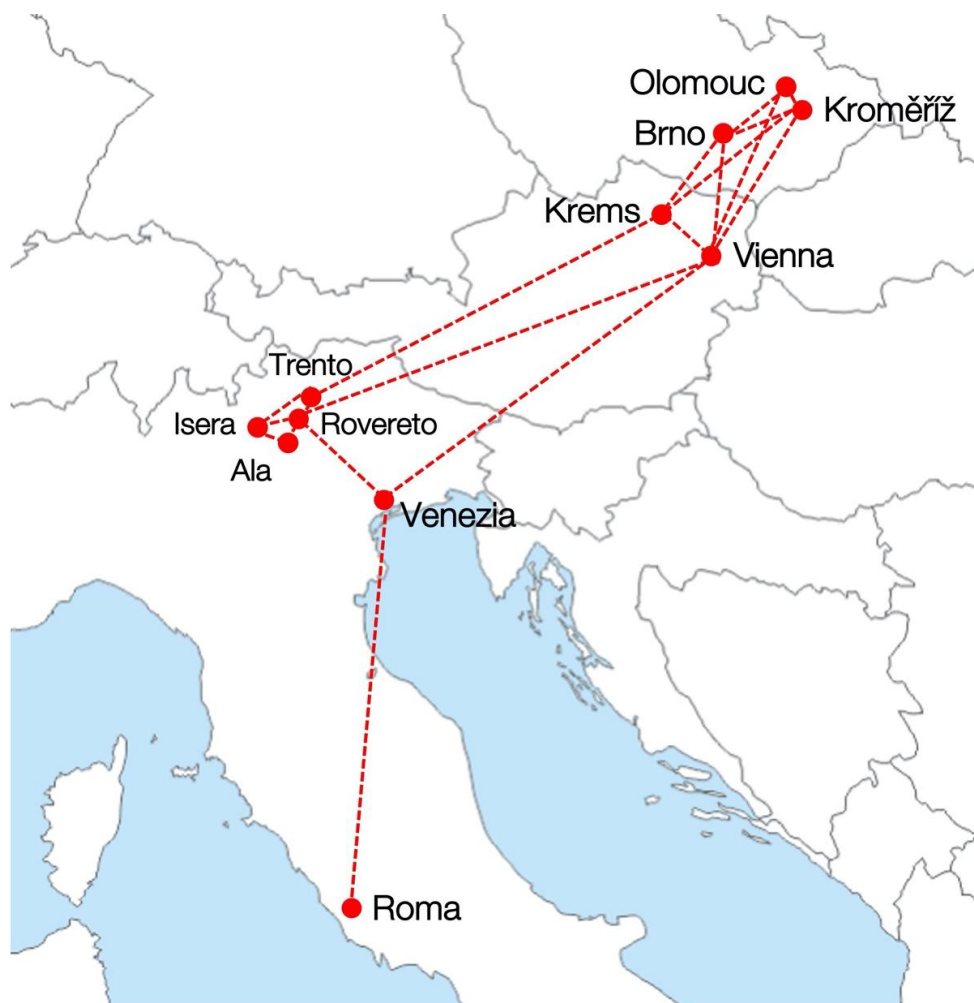 Olomouc
Kroměříž
Brno
Krems
Vienna
Trento
Isera
Rovereto
Ala
Venezia
Roma